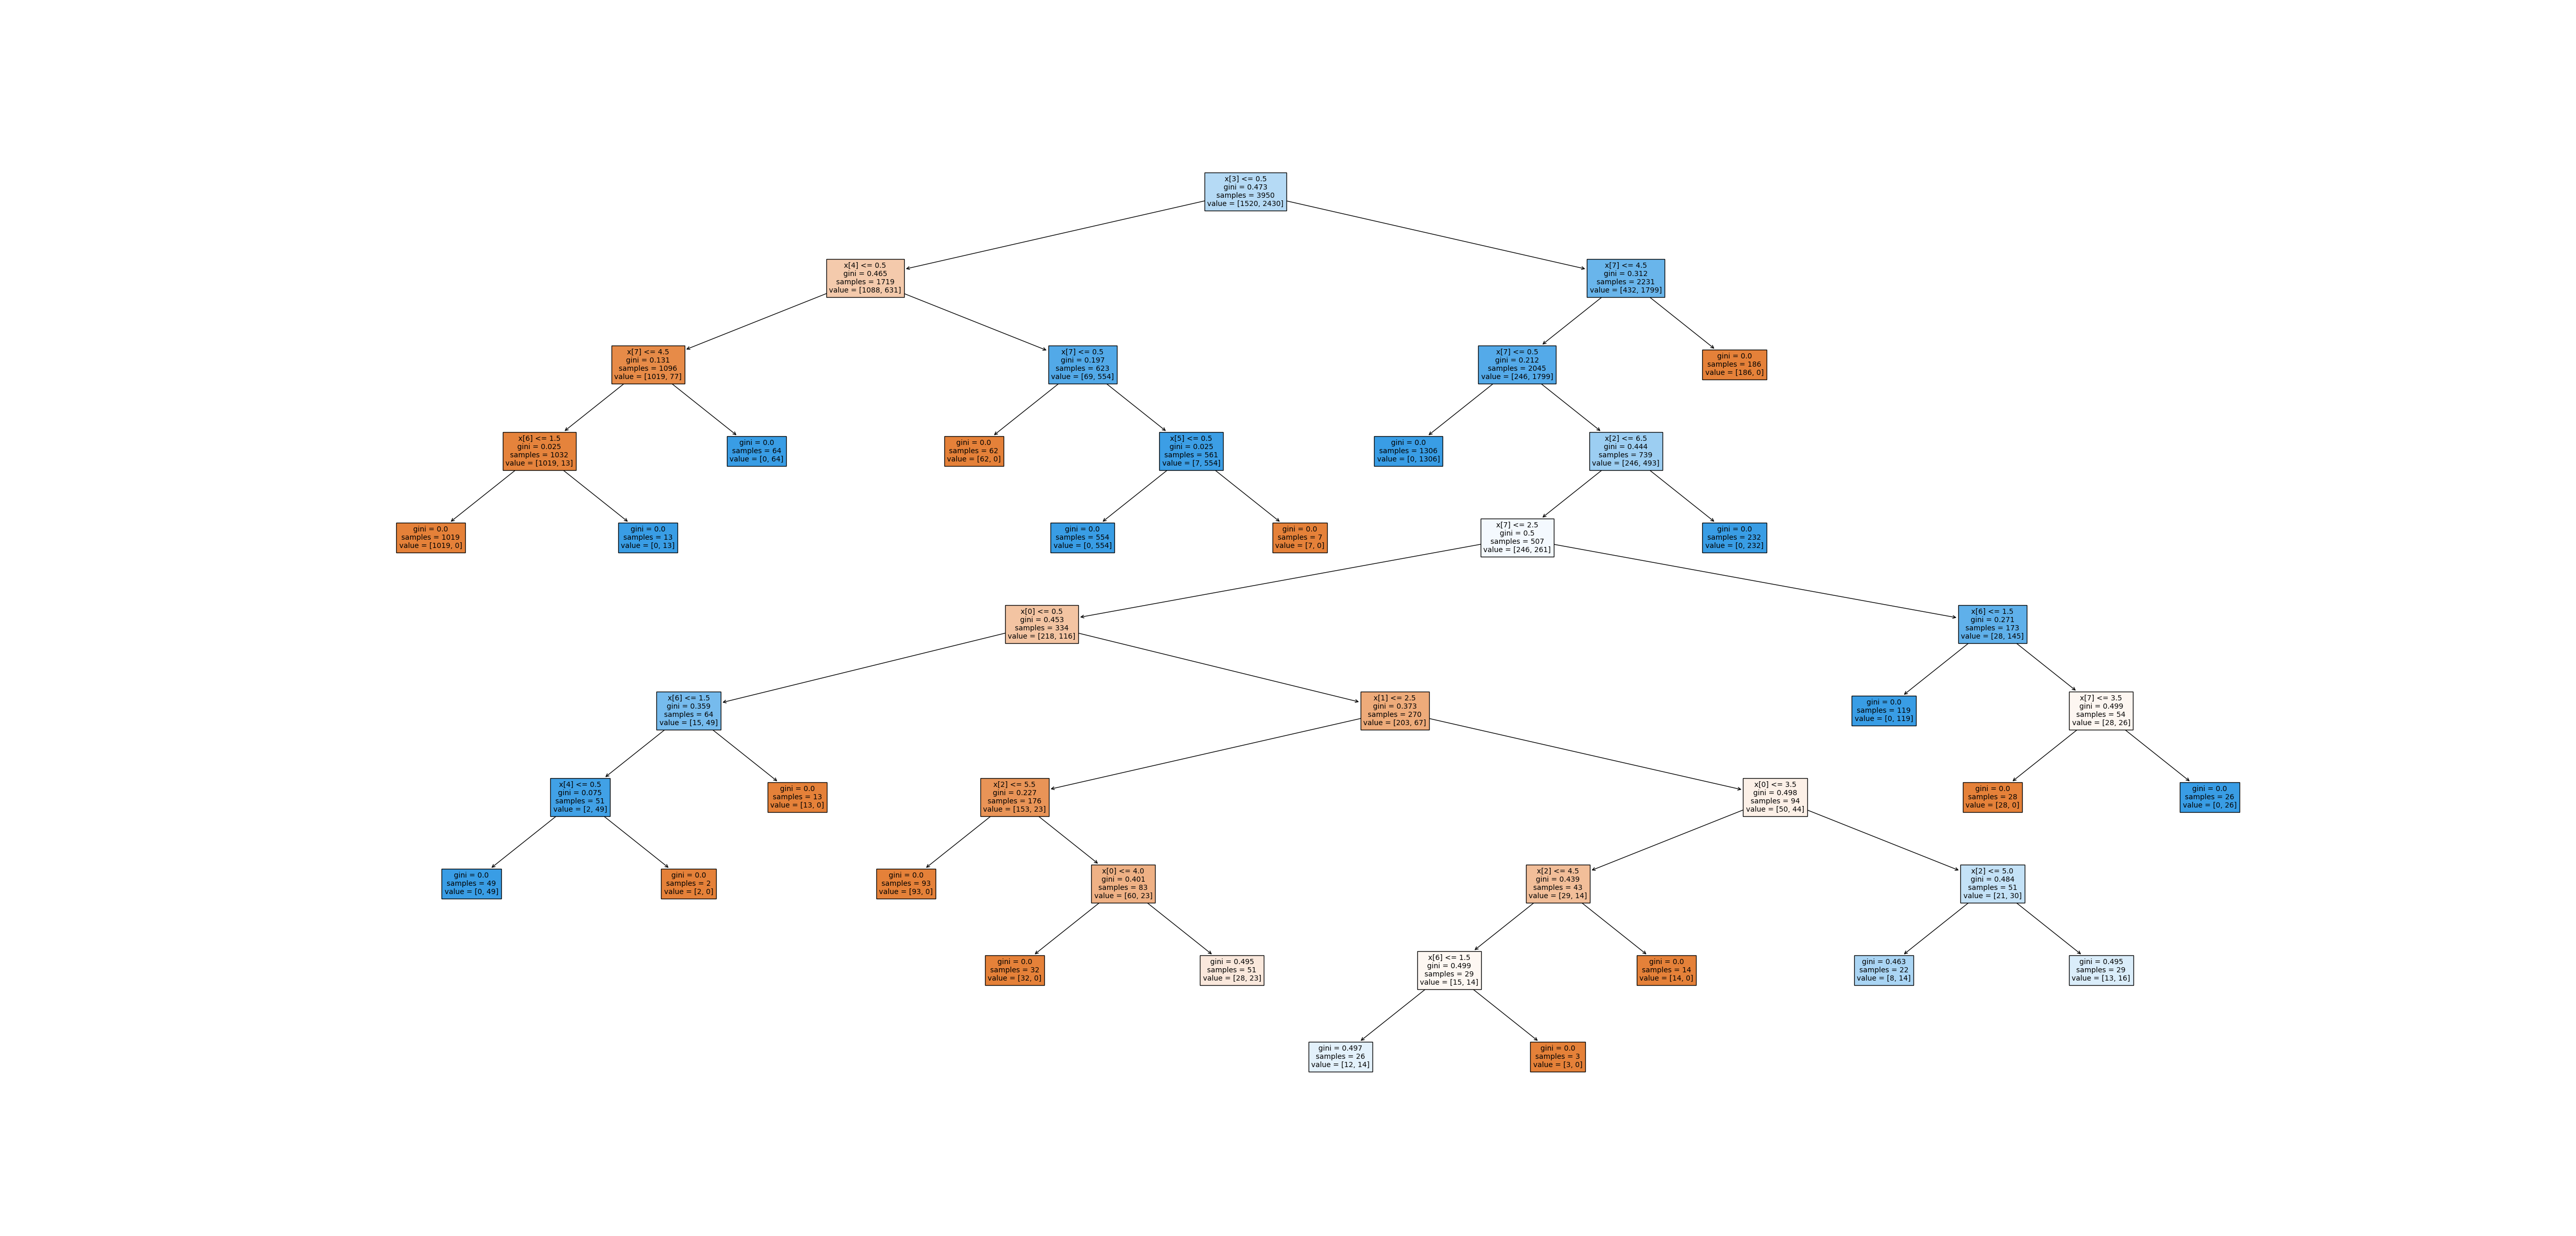 x[3] <= 0.5
gini = 0.473
samples = 3950
value = [1520, 2430]
x[4] <= 0.5
gini = 0.465
samples = 1719
value = [1088, 631]
x[7] <= 4.5
gini = 0.312
samples = 2231
value = [432, 1799]
x[7] <= 4.5
gini = 0.131
samples = 1096
value = [1019, 77]
x[7] <= 0.5
gini = 0.197
samples = 623
value = [69, 554]
x[7] <= 0.5
gini = 0.212
samples = 2045
value = [246, 1799]
gini = 0.0
samples = 186
value = [186, 0]
x[6] <= 1.5
gini = 0.025
samples = 1032
value = [1019, 13]
gini = 0.0
samples = 64
value = [0, 64]
gini = 0.0
samples = 62
value = [62, 0]
x[5] <= 0.5
gini = 0.025
samples = 561
value = [7, 554]
gini = 0.0
samples = 1306
value = [0, 1306]
x[2] <= 6.5
gini = 0.444
samples = 739
value = [246, 493]
gini = 0.0
samples = 1019
value = [1019, 0]
gini = 0.0
samples = 13
value = [0, 13]
gini = 0.0
samples = 554
value = [0, 554]
gini = 0.0
samples = 7
value = [7, 0]
x[7] <= 2.5
gini = 0.5
samples = 507
value = [246, 261]
gini = 0.0
samples = 232
value = [0, 232]
x[0] <= 0.5
gini = 0.453
samples = 334
value = [218, 116]
x[6] <= 1.5
gini = 0.271
samples = 173
value = [28, 145]
x[6] <= 1.5
gini = 0.359
samples = 64
value = [15, 49]
x[1] <= 2.5
gini = 0.373
samples = 270
value = [203, 67]
gini = 0.0
samples = 119
value = [0, 119]
x[7] <= 3.5
gini = 0.499
samples = 54
value = [28, 26]
x[4] <= 0.5
gini = 0.075
samples = 51
value = [2, 49]
gini = 0.0
samples = 13
value = [13, 0]
x[2] <= 5.5
gini = 0.227
samples = 176
value = [153, 23]
x[0] <= 3.5
gini = 0.498
samples = 94
value = [50, 44]
gini = 0.0
samples = 28
value = [28, 0]
gini = 0.0
samples = 26
value = [0, 26]
gini = 0.0
samples = 49
value = [0, 49]
gini = 0.0
samples = 2
value = [2, 0]
gini = 0.0
samples = 93
value = [93, 0]
x[0] <= 4.0
gini = 0.401
samples = 83
value = [60, 23]
x[2] <= 4.5
gini = 0.439
samples = 43
value = [29, 14]
x[2] <= 5.0
gini = 0.484
samples = 51
value = [21, 30]
gini = 0.0
samples = 32
value = [32, 0]
gini = 0.495
samples = 51
value = [28, 23]
x[6] <= 1.5
gini = 0.499
samples = 29
value = [15, 14]
gini = 0.0
samples = 14
value = [14, 0]
gini = 0.463
samples = 22
value = [8, 14]
gini = 0.495
samples = 29
value = [13, 16]
gini = 0.497
samples = 26
value = [12, 14]
gini = 0.0
samples = 3
value = [3, 0]